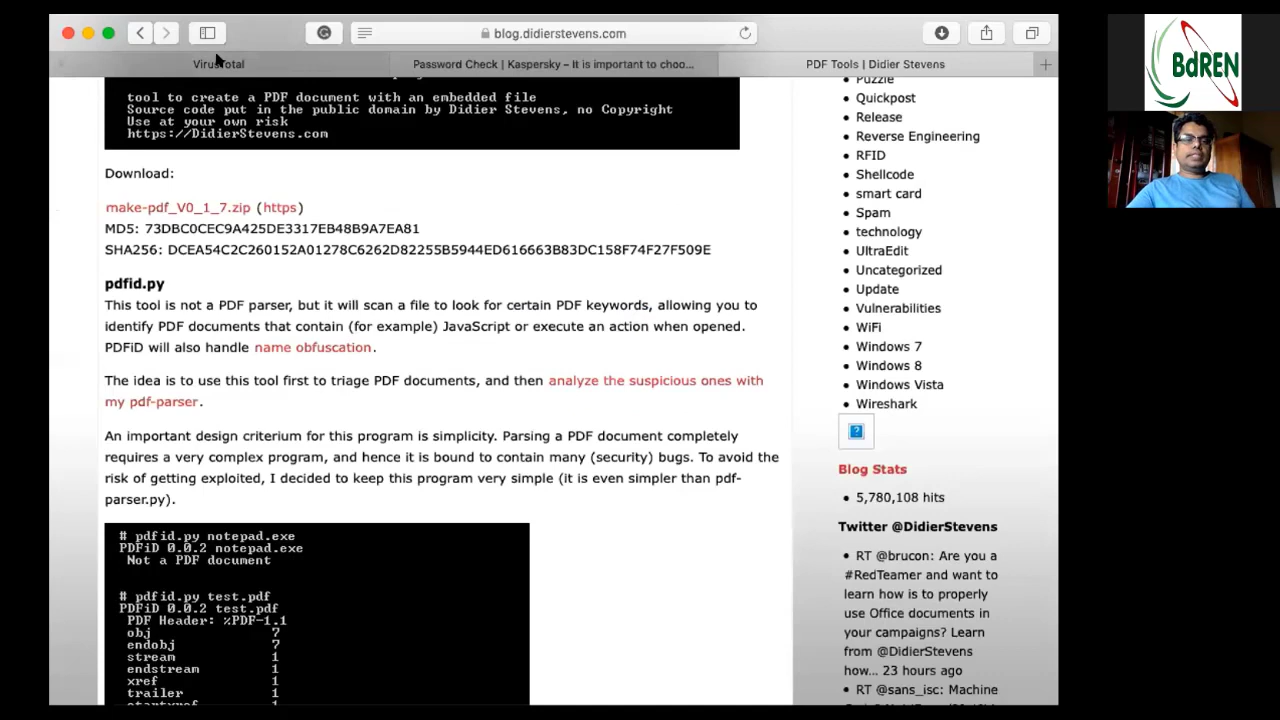 blog.didierstevens.com
VirusTotal
Password Check | Kaspersky – It is important to choo...
PDF Tools | Didier Stevens
tool to create a PDF document with an embedded file
Source code put in the public domain by Didier Stevens, no Copyright
Use at your own risk
https://DidierStevens.com
Download:
make-pdf_V0_1_7.zip (https)
MD5: 73DBC0CEC9A425DE3317EB48B9A7EA81
SHA256: DCEA54C2C260152A01278C6262D82255B5944ED616663B83DC158F74F27F509E
pdfid.py
This tool is not a PDF parser, but it will scan a file to look for certain PDF keywords, allowing you to
identify PDF documents that contain (for example) JavaScript or execute an action when opened.
PDFiD will also handle name obfuscation.
The idea is to use this tool first to triage PDF documents, and then analyze the suspicious ones with
my pdf-parser.
An important design criterium for this program is simplicity. Parsing a PDF document completely
requires a very complex program, and hence it is bound to contain many (security) bugs. To avoid the
risk of getting exploited, I decided to keep this program very simple (it is even simpler than pdf-
parser.py).
# pdfid.py notepad.exe
PDFiD 0.0.2 notepad.exe
Not a PDF document
# pdfid.py test.pdf
PDFiD 0.0.2 test.pdf
PDF Header: %PDF-1.1
obj 7
endobj 7
stream 1
endstream 1
xref 1
trailer 1
startxref 1
Puzzle
Quickpost
Release
Reverse Engineering
RFID
Shellcode
smart card
Spam
technology
UltraEdit
Uncategorized
Update
Vulnerabilities
WiFi
Windows 7
Windows 8
Windows Vista
Wireshark
Blog Stats
5,780,108 hits
Twitter @DidierStevens
RT @brucon: Are you a
#RedTeamer and want to
learn how is to properly
use Office documents in
your campaigns? Learn
from @DidierStevens
how... 23 hours ago
RT @sans_isc: Machine
BdREN